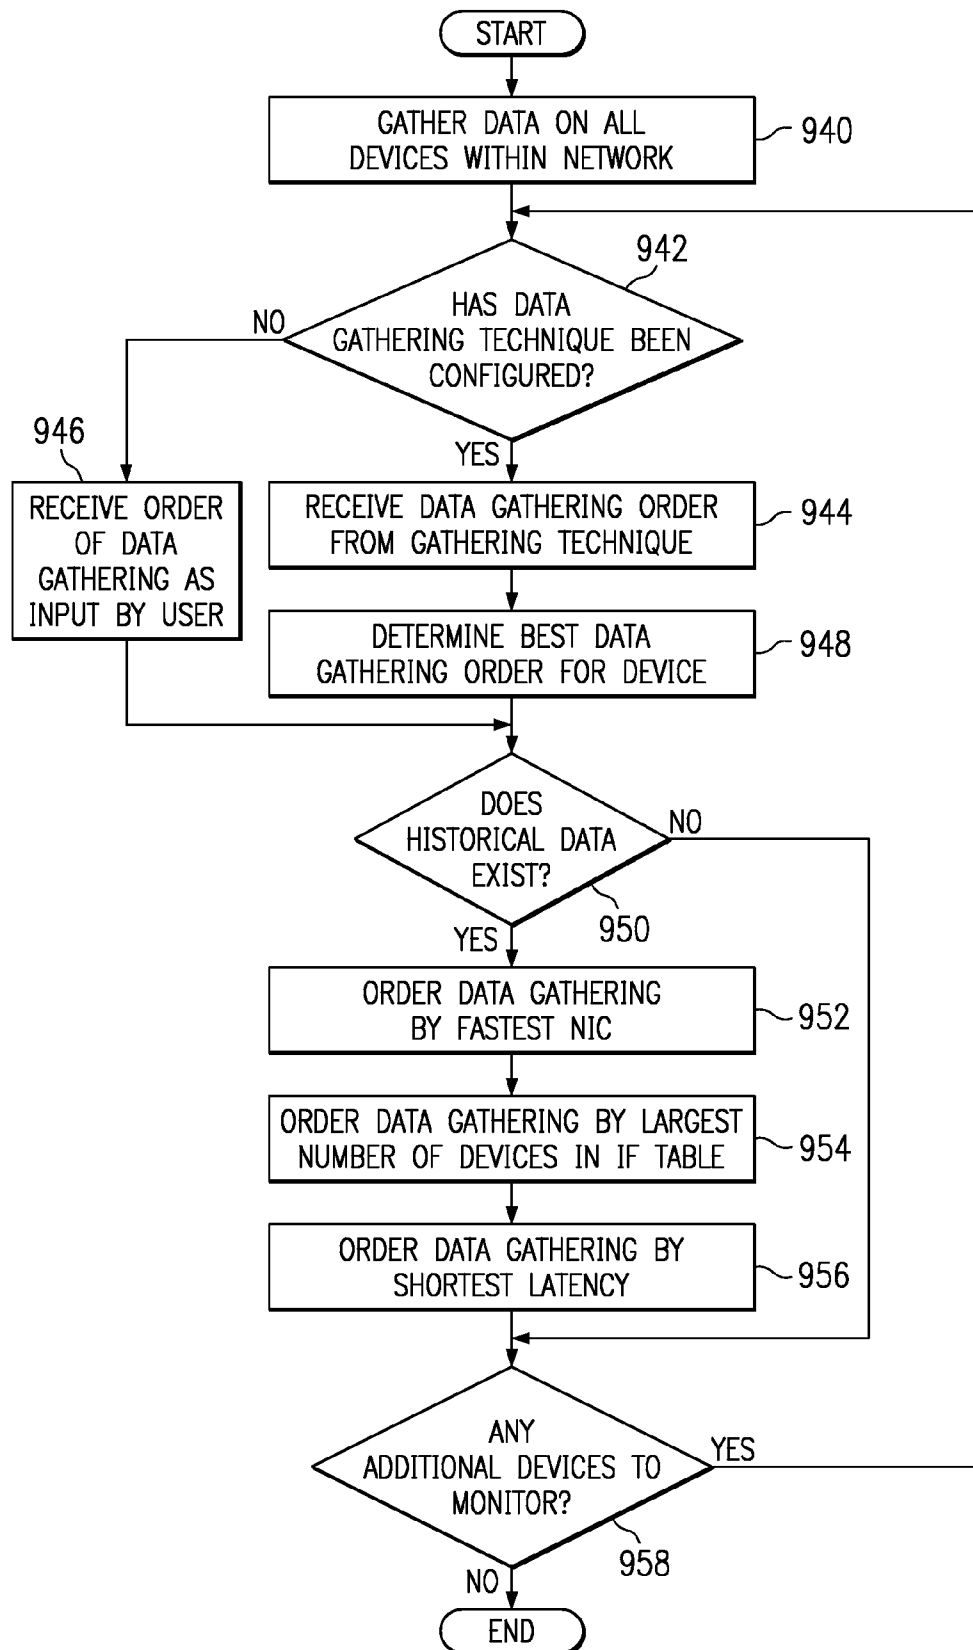 START
GATHER DATA ON ALL
DEVICES WITHIN NETWORK
940
942
HAS DATA
GATHERING TECHNIQUE BEEN
CONFIGURED?
NO
YES
946
RECEIVE ORDER
OF DATA
GATHERING AS
INPUT BY USER
RECEIVE DATA GATHERING ORDER
FROM GATHERING TECHNIQUE
944
DETERMINE BEST DATA
GATHERING ORDER FOR DEVICE
948
DOES
HISTORICAL DATA
EXIST?
NO
950
YES
ORDER DATA GATHERING
BY FASTEST NIC
952
ORDER DATA GATHERING BY LARGEST
NUMBER OF DEVICES IN IF TABLE
954
ORDER DATA GATHERING BY
SHORTEST LATENCY
956
ANY
ADDITIONAL DEVICES TO
MONITOR?
YES
958
NO
END